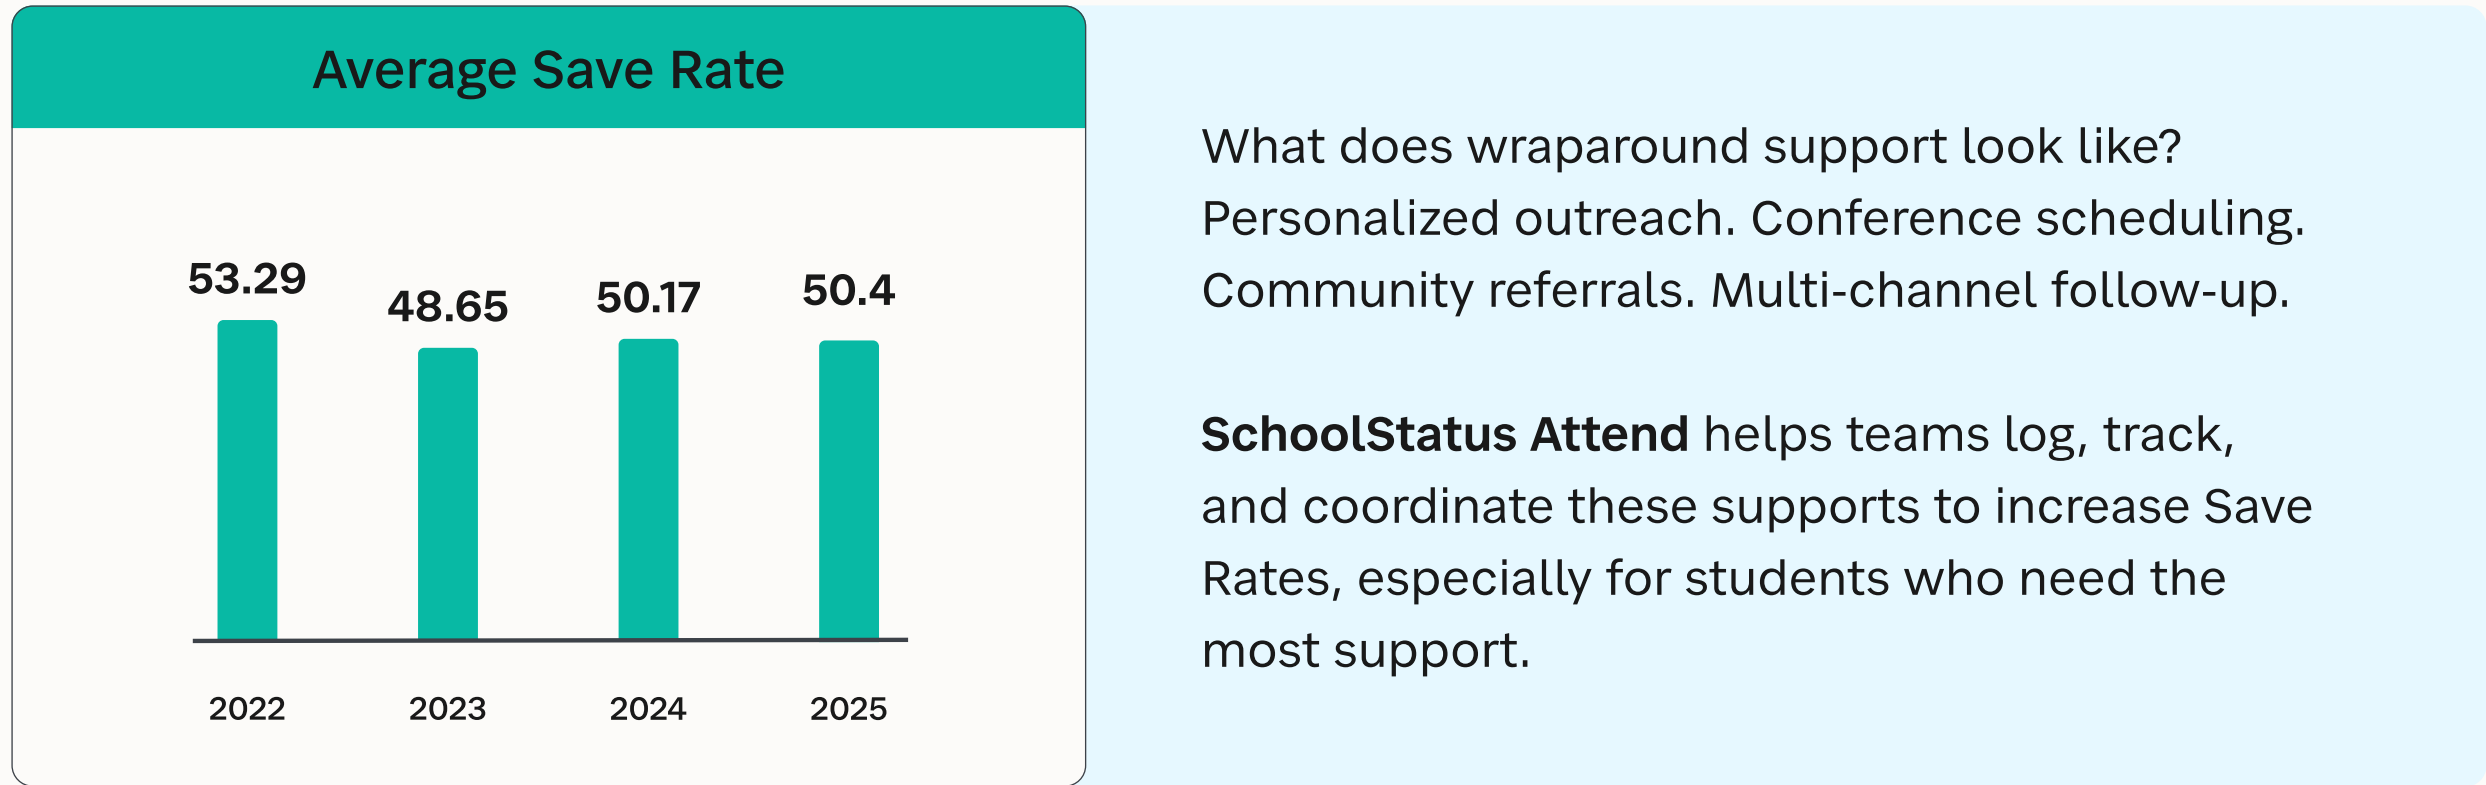 Average Save Rate
53.29
48.65
50.17
50.4
2022
2023
2024
2025
What does wraparound support look like?
Personalized outreach. Conference scheduling.
Community referrals. Multi-channel follow-up.
SchoolStatus Attend helps teams log, track,
and coordinate these supports to increase Save
Rates, especially for students who need the
most support.